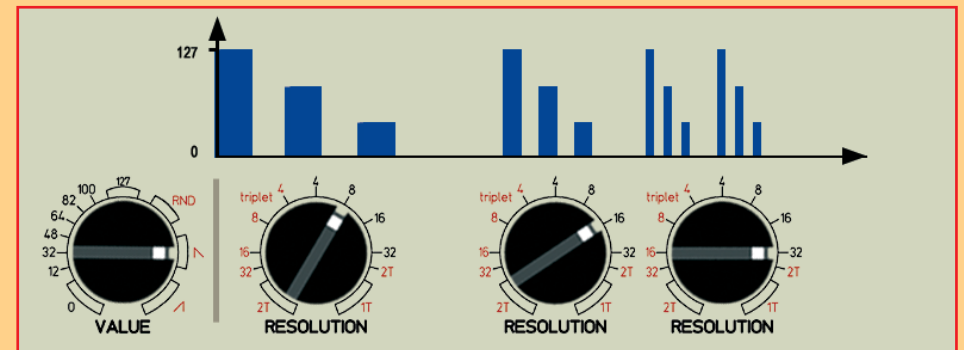 127
0
127
100
82
64
48
32
12
0
RND
VALUE
triplet
4
4
8
8
16
16
32
32
2T
2T
1T
RESOLUTION
triplet
4
4
8
8
16
16
32
32
2T
2T
1T
RESOLUTION
triplet
4
4
8
8
16
16
32
32
2T
2T
1T
RESOLUTION